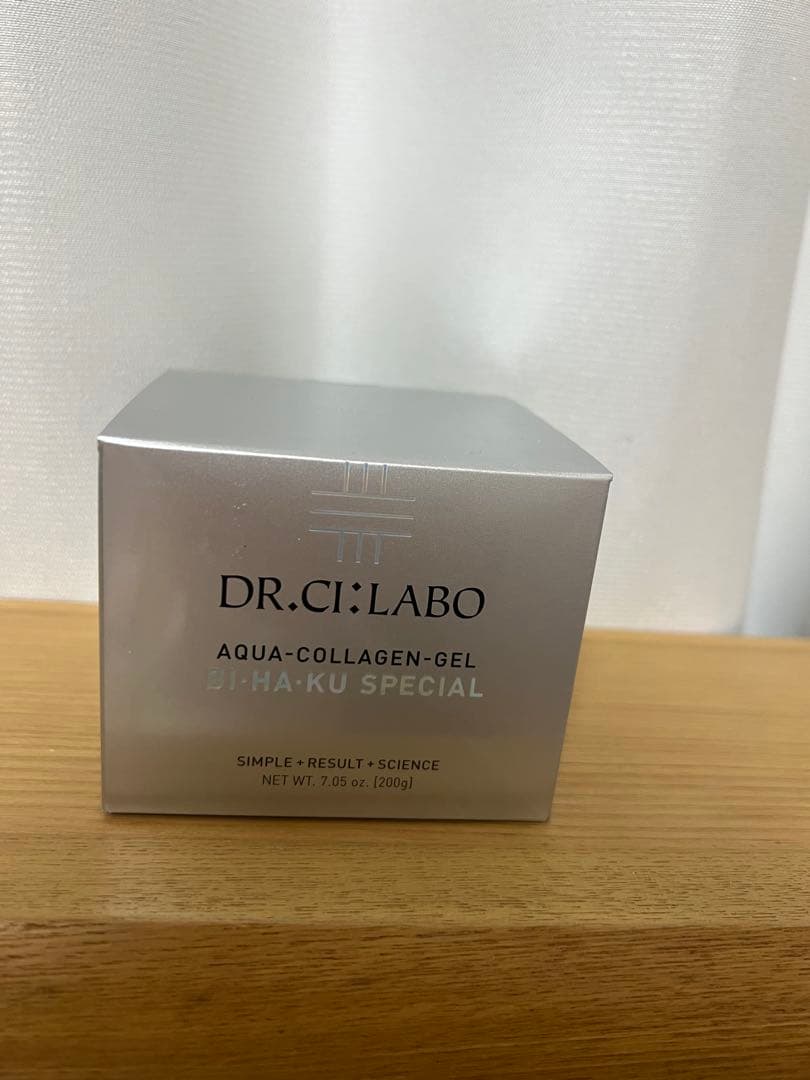 DR.CI:LABO
AQUA-COLLAGEN-GEL
BI·HA·KU SPECIAL
SIMPLE + RESULT + SCIENCE
NET WT. 7.05 oz. [200g]